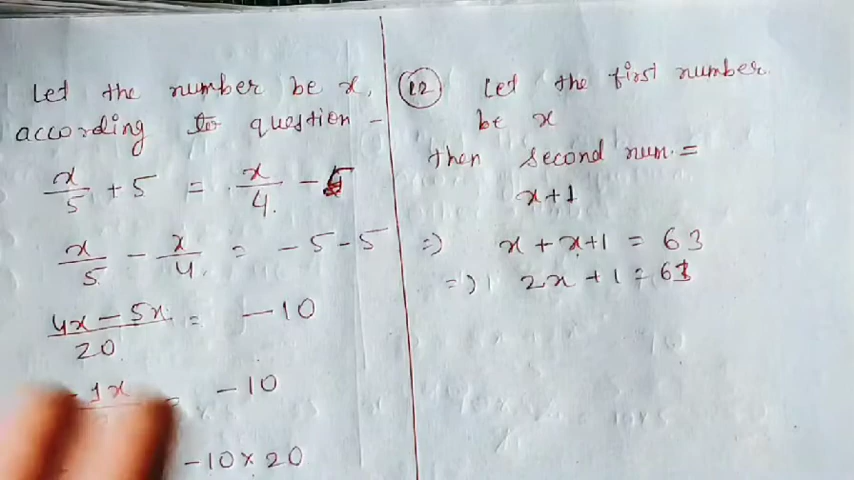 Let the number be x,
according to question -
x/5 + 5 = x/4 - 5
x/5 - x/4 = - 5 - 5
4x - 5x/20 = - 10
- 1x = - 10
-10 x 20
12 Let the first number
be x
then second num. =
x+1
=> x + x + 1 = 63
=> 2x + 1 = 63